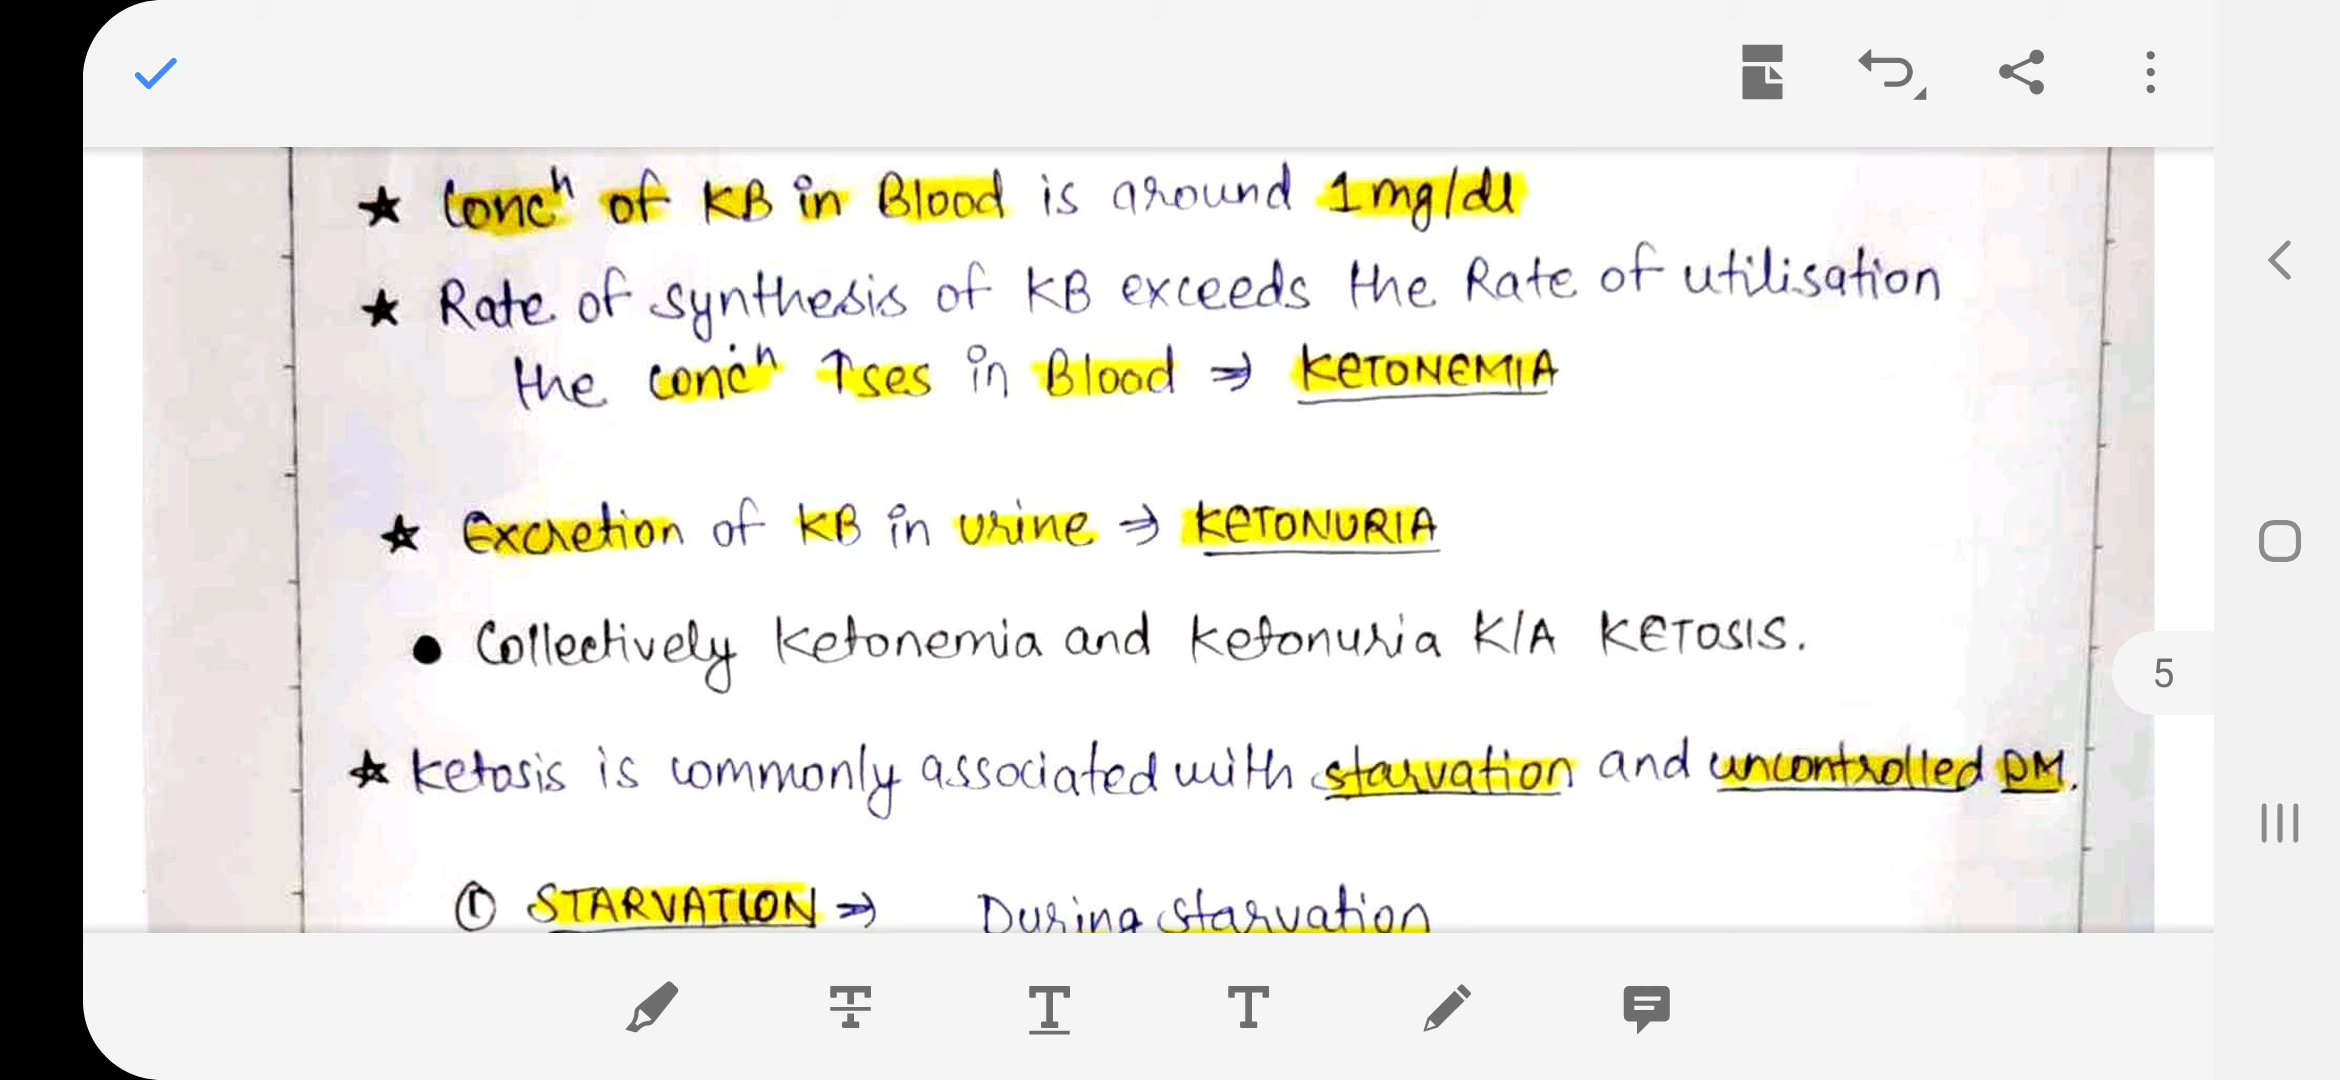 ★ Concⁿ of KB in Blood is around 1mg/dl
★ Rate of synthesis of KB exceeds the Rate of utilisation
the concⁿ ↑ses in Blood ⇒ KETONEMIA
★ Excretion of KB in urine ⇒ KETONURIA
• Collectively ketonemia and ketonuria K/A KETOSIS.
5
★ ketosis is commonly associated with starvation and uncontrolled DM.
① STARVATION ⇒ During starvation